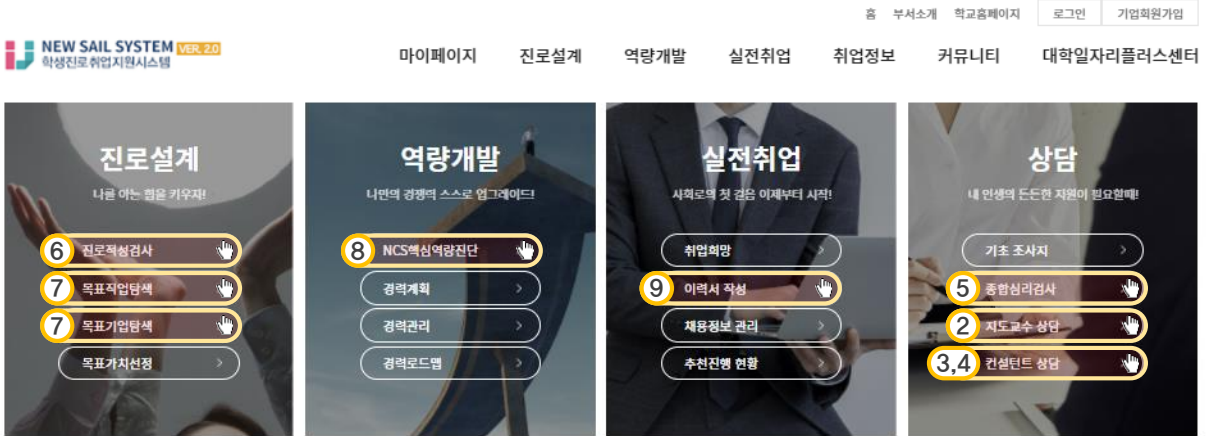 홈 부서소개 학교홈페이지 로그인 기업회원가입
NEW SAIL SYSTEM VER. 2.0
학생진로취업지원시스템
마이페이지 진로설계 역량개발 실전취업 취업정보 커뮤니티 대학일자리플러스센터
진로설계
나를 아는 힘을 키우자!
6 진로적성검사
7 목표직업탐색
7 목표기업탐색
목표가치선정
역량개발
나만의 경쟁력 스스로 업그레이드!
8 NCS핵심역량진단
경력계획
경력관리
경력로드맵
실전취업
사회로의 첫 걸음 이제부터 시작!
취업희망
9 이력서 작성
채용정보 관리
추천진행 현황
상담
내 인생의 든든한 지원이 필요할때!
기초 조사지
5 종합심리검사
2 지도교수 상담
3,4 컨설턴트 상담